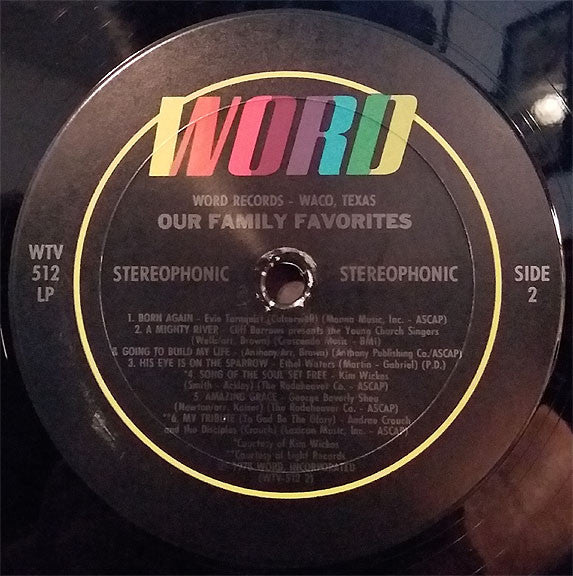 WORD
WORD RECORDS - WACO, TEXAS
OUR FAMILY FAVORITES
WTV
512
LP
STEREOPHONIC
STEREOPHONIC
SIDE
2
1. BORN AGAIN - Evie Tornquist (Culverwell) (Manna Music, Inc. - ASCAP)
2. A MIGHTY RIVER - Cliff Barrows presents the Young Church Singers
(Wells/arr. Brown) (Crescendo Music - BMI)
& GOING TO BUILD MY LIFE - (Anthony Arr. Brown) (Anthony Publishing Co./ASCAP)
3. HIS EYE IS ON THE SPARROW - Ethel Waters (Martin - Gabriel) (P.D.)
*4. SONG OF THE SOUL SET FREE - Kim Wickes
(Smith - Ackley) (The Rodeheaver Co. - ASCAP)
5. AMAZING GRACE - George Beverly Shea
(Newton/arr. Kaiser) (The Rodeheaver Co. - ASCAP)
**6. MY TRIBUTE (To God Be The Glory) - Andrae Crouch
and the Disciples (Crouch) (Lexicon Music, Inc. - ASCAP)
*Courtesy of Kim Wickes
**Courtesy of Light Records
WORD, INCORPORATED
(WTV-512 2)